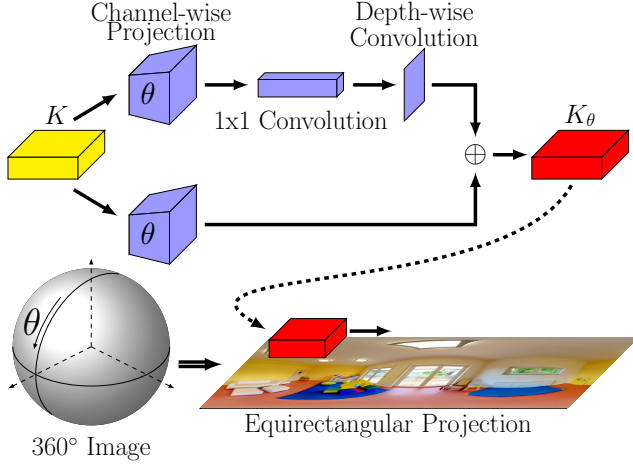 Channel-wise
Projection
Depth-wise
Convolution
K
θ
1x1 Convolution
K_θ
⊕
θ
θ
360° Image
Equirectangular Projection